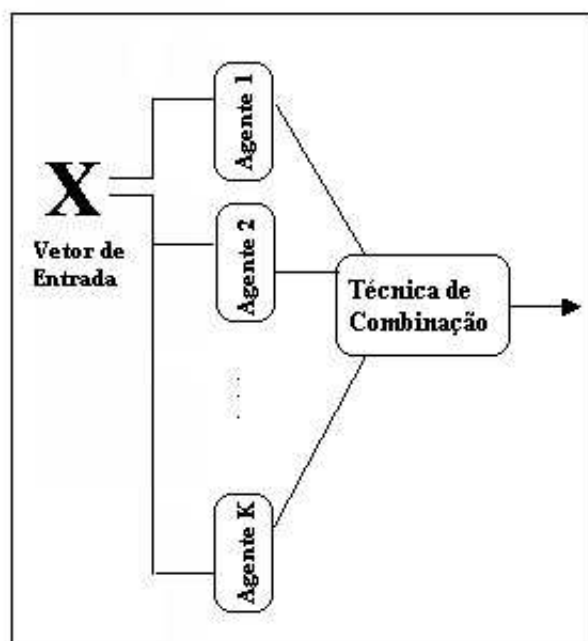 Agente 1
X
Vetor de
Entrada
Agente 2
Técnica de
Combinação
Agente K